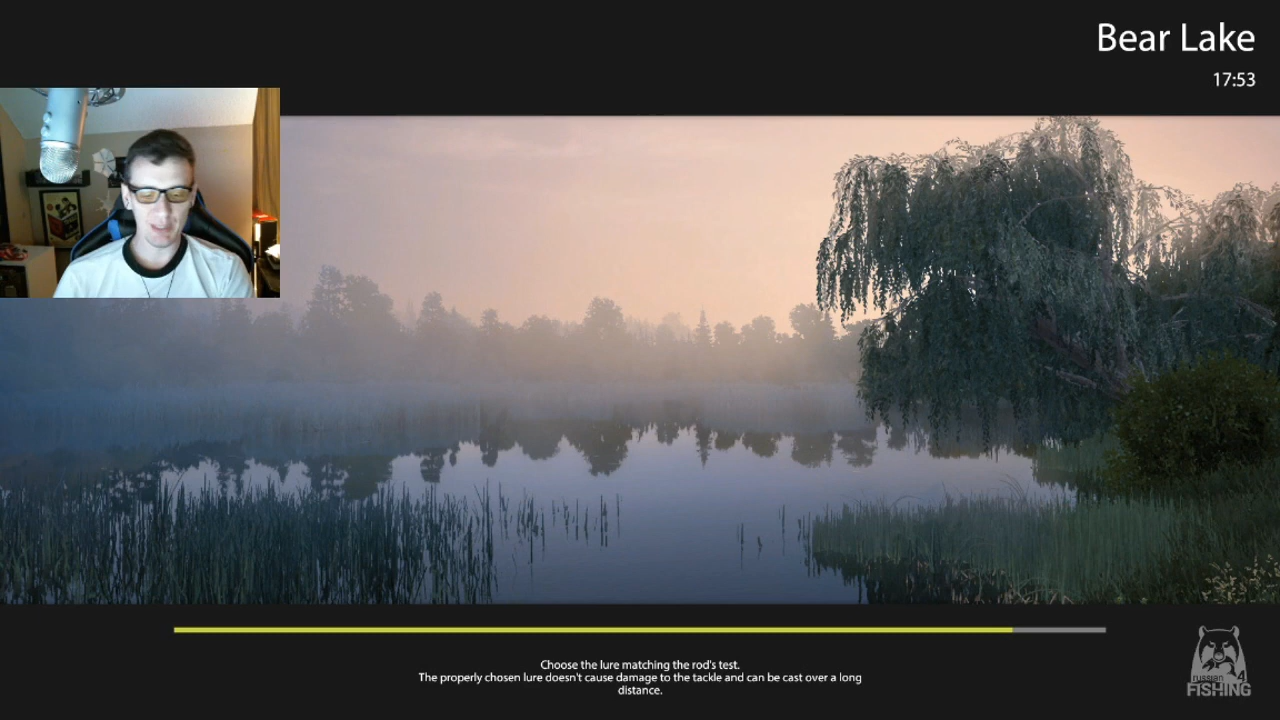 Bear Lake
17:53
Choose the lure matching the rod's test.
The properly chosen lure doesn't cause damage to the tackle and can be cast over a long
distance.
russian 4
FISHING